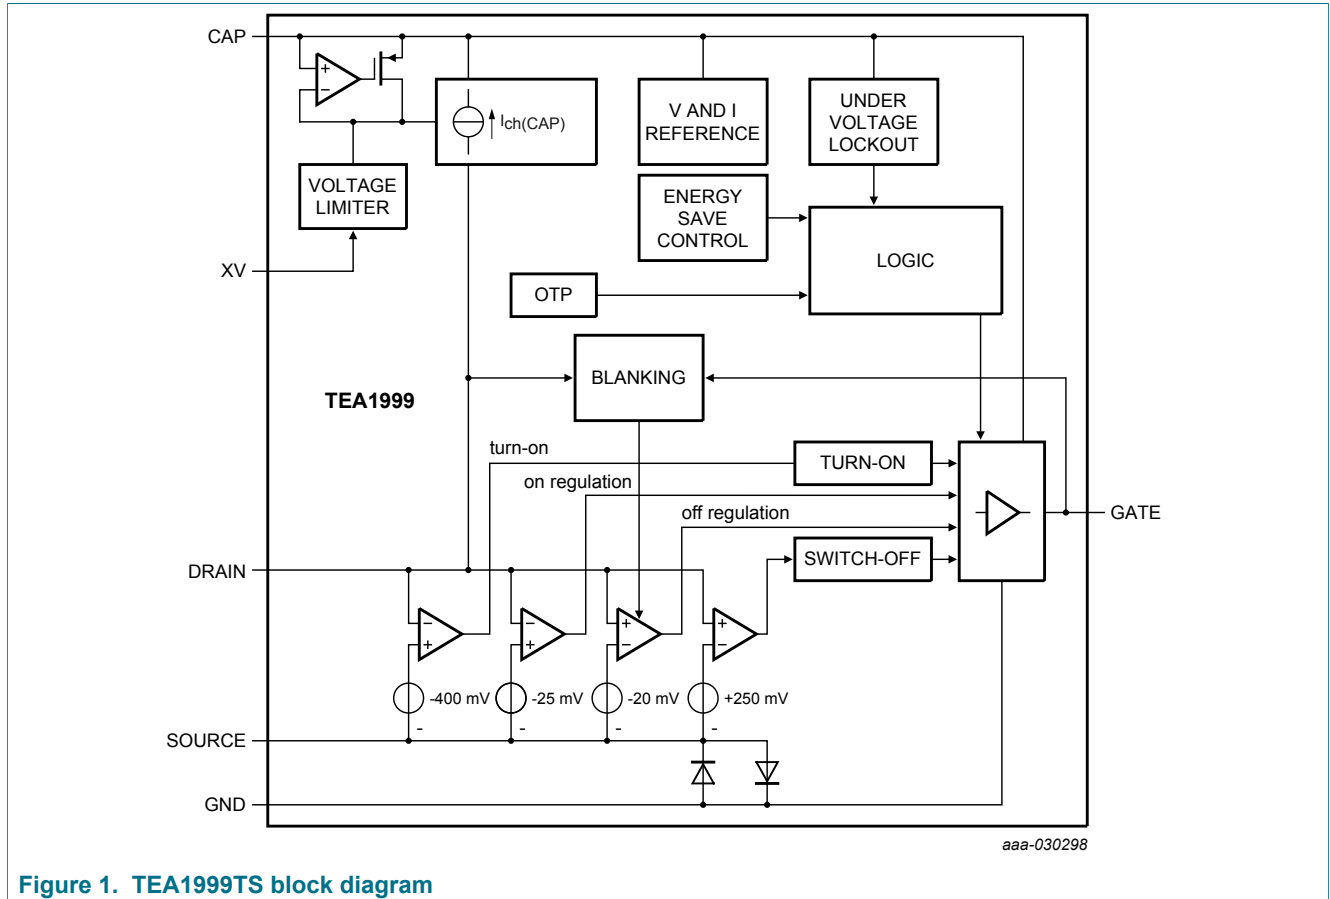 CAP
+
−
Ich(CAP)
V AND I
REFERENCE
UNDER
VOLTAGE
LOCKOUT
VOLTAGE
LIMITER
ENERGY
SAVE
CONTROL
LOGIC
XV
OTP
BLANKING
TEA1999
turn-on
TURN-ON
on regulation
off regulation
GATE
SWITCH-OFF
DRAIN
−
+
−
+
+
−
+
−
-400 mV
-25 mV
-20 mV
+250 mV
-
-
-
-
SOURCE
GND
aaa-030298
Figure 1. TEA1999TS block diagram